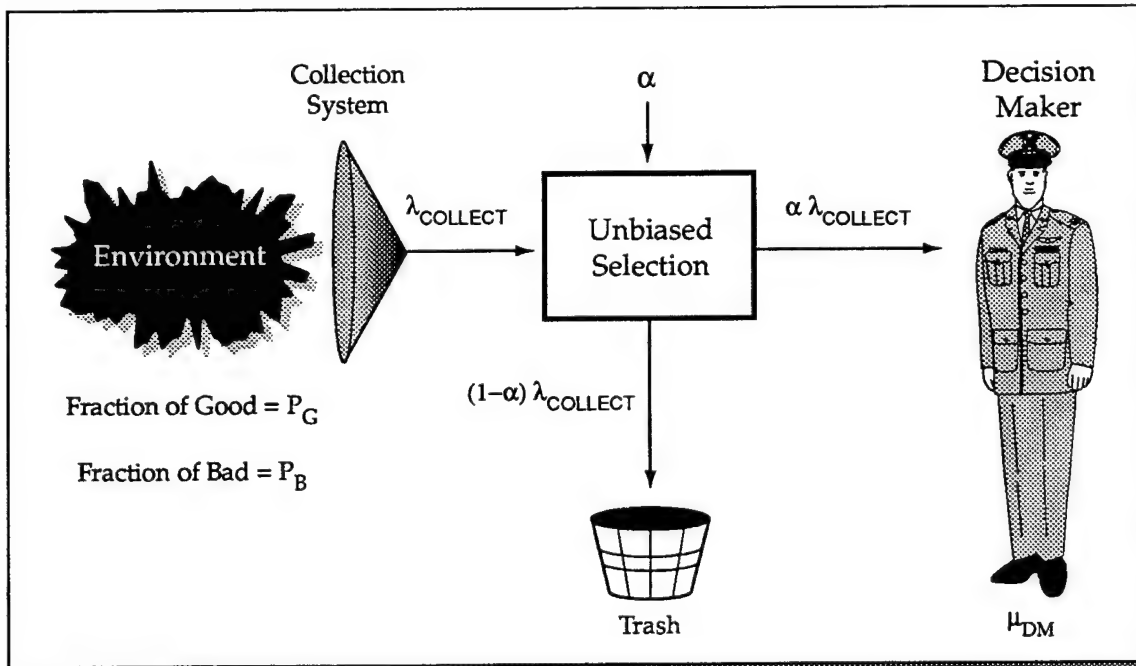 Collection
System
α
Decision
Maker
Environment
λCOLLECT
Unbiased
Selection
α λCOLLECT
(1–α) λCOLLECT
Fraction of Good = PG
Fraction of Bad = PB
Trash
μDM